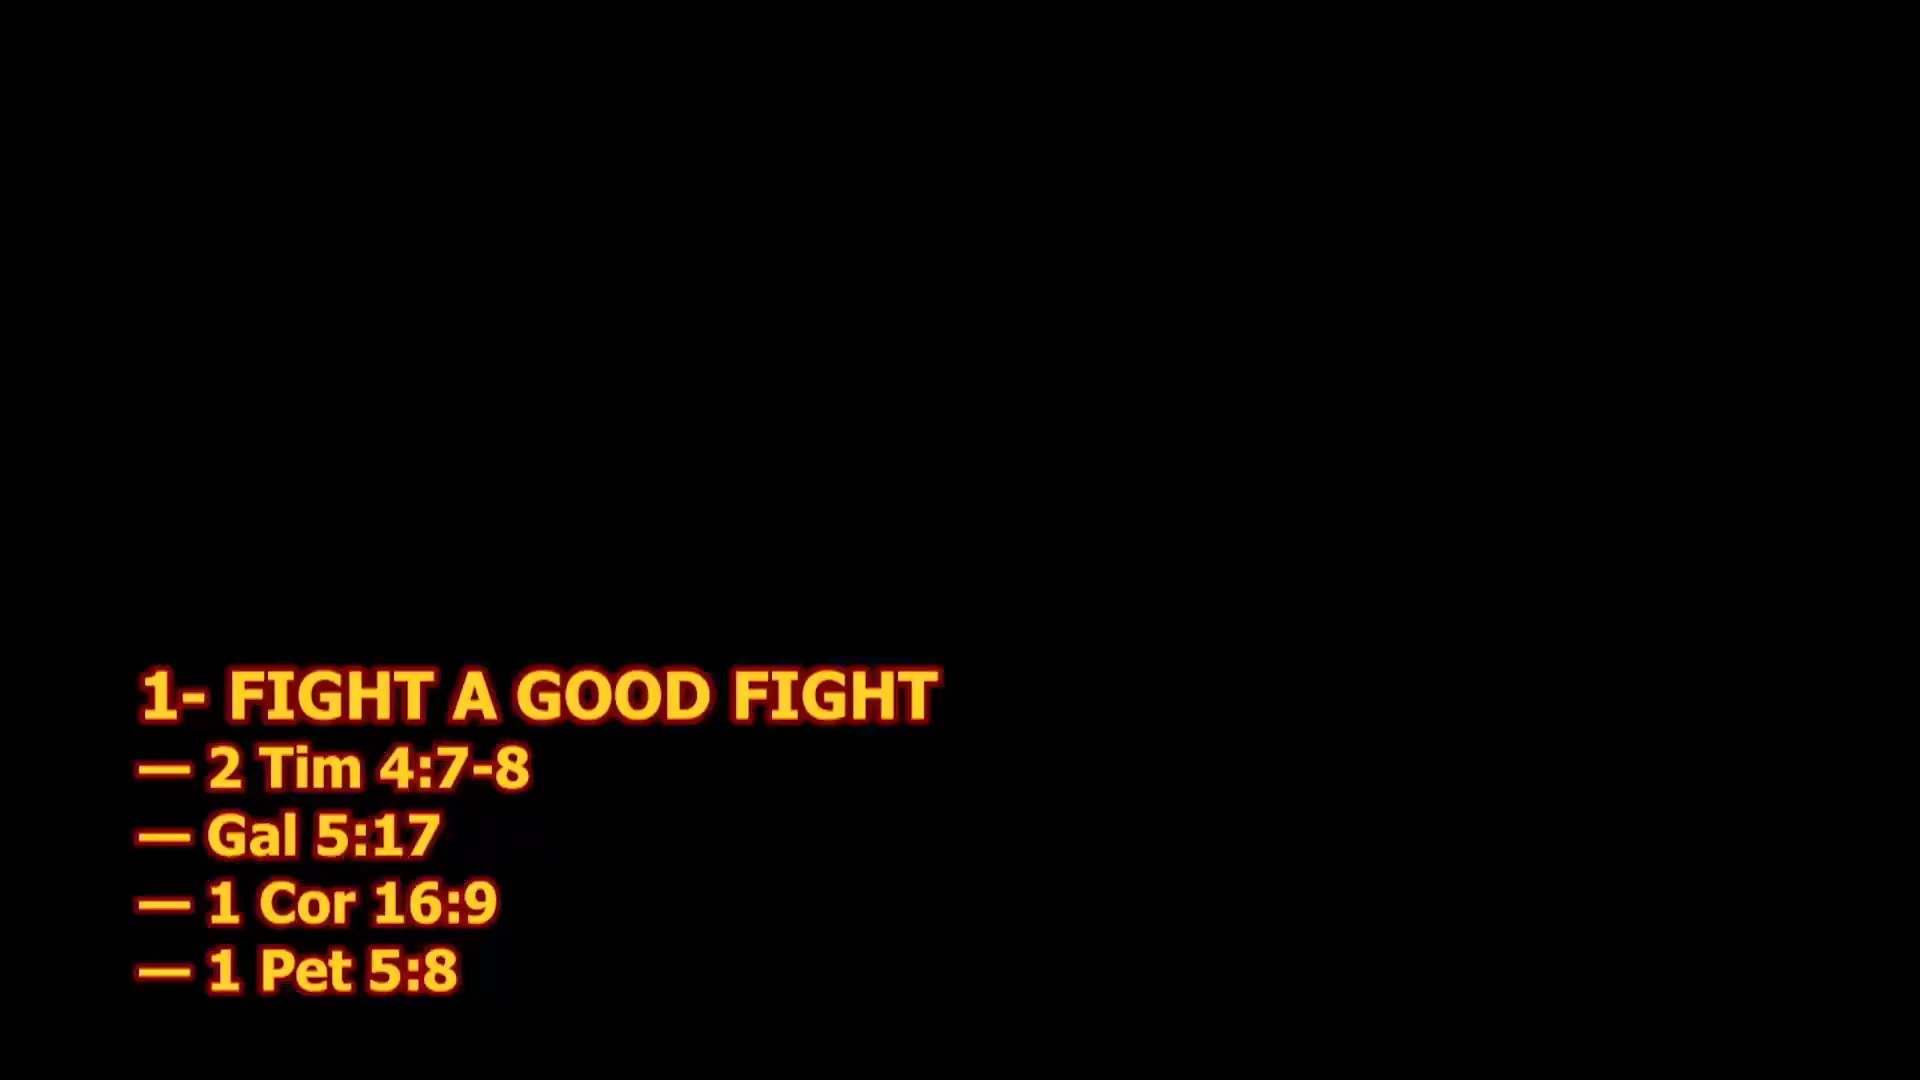 1- FIGHT A GOOD FIGHT
— 2 Tim 4:7-8
— Gal 5:17
— 1 Cor 16:9
— 1 Pet 5:8